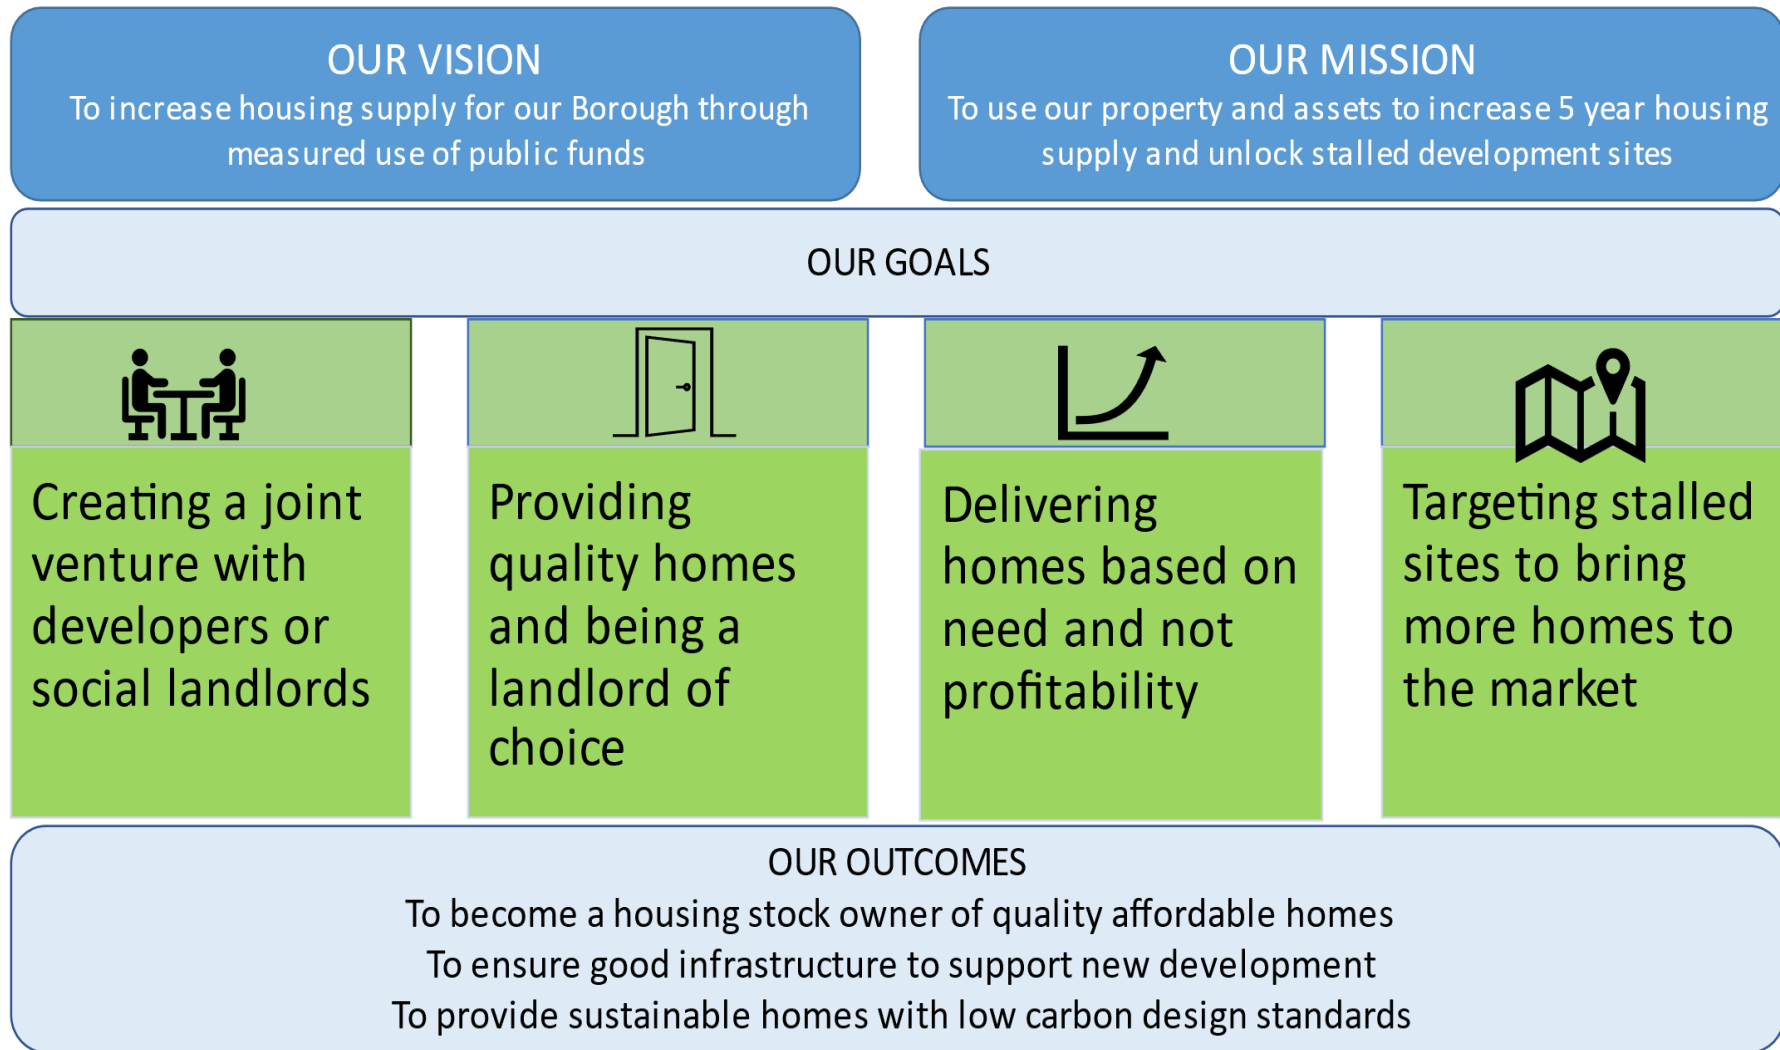 OUR VISION
To increase housing supply for our Borough through
measured use of public funds
OUR MISSION
To use our property and assets to increase 5 year housing
supply and unlock stalled development sites
OUR GOALS
Creating a joint
venture with
developers or
social landlords
Providing
quality homes
and being a
landlord of
choice
Delivering
homes based on
need and not
profitability
Targeting stalled
sites to bring
more homes to
the market
OUR OUTCOMES
To become a housing stock owner of quality affordable homes
To ensure good infrastructure to support new development
To provide sustainable homes with low carbon design standards